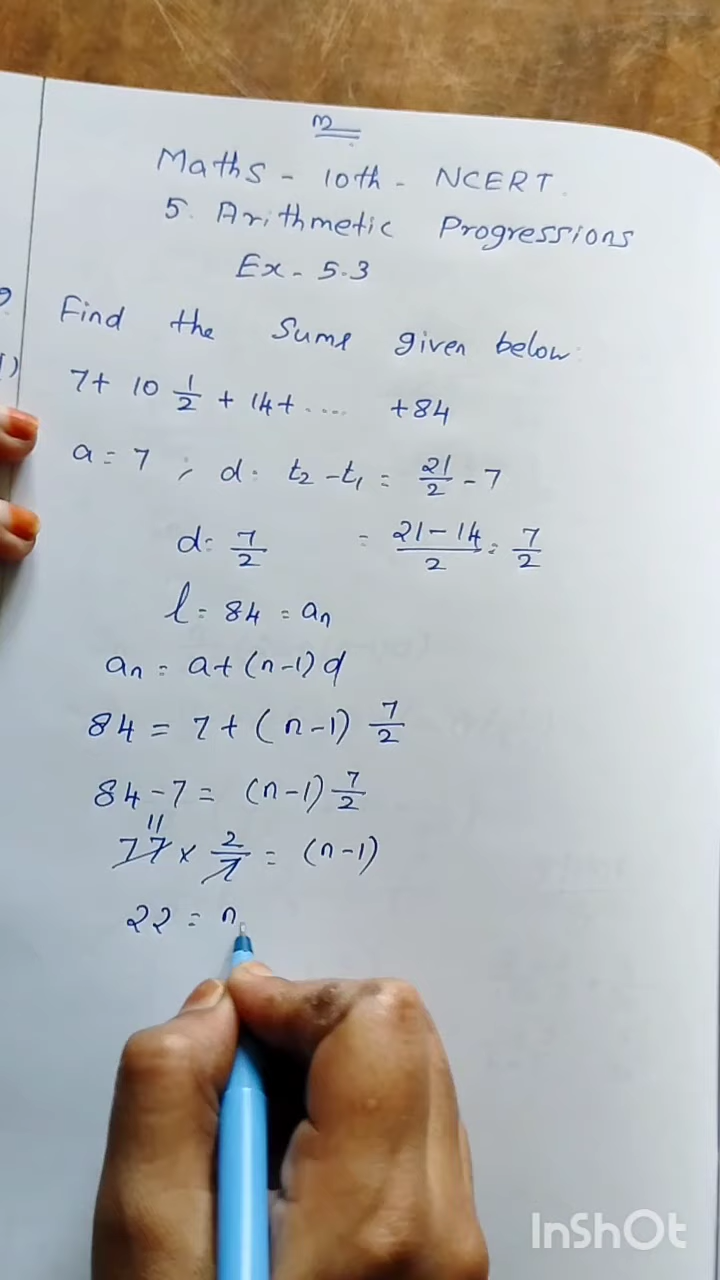 m
Maths - 10th - NCERT.
5. Arithmetic Progressions
Ex - 5.3
Find the Sums given below:
1) 7 + 10 1/2 + 14 + .... + 84
a = 7 , d = t₂ - t₁ = 21/2 - 7
d = 7/2 = (21 - 14)/2 = 7/2
l = 84 = aₙ
aₙ = a + (n-1) d
84 = 7 + (n-1) 7/2
84 - 7 = (n-1) 7/2
11
77 × 2/7 = (n-1)
22 = n
InShOt